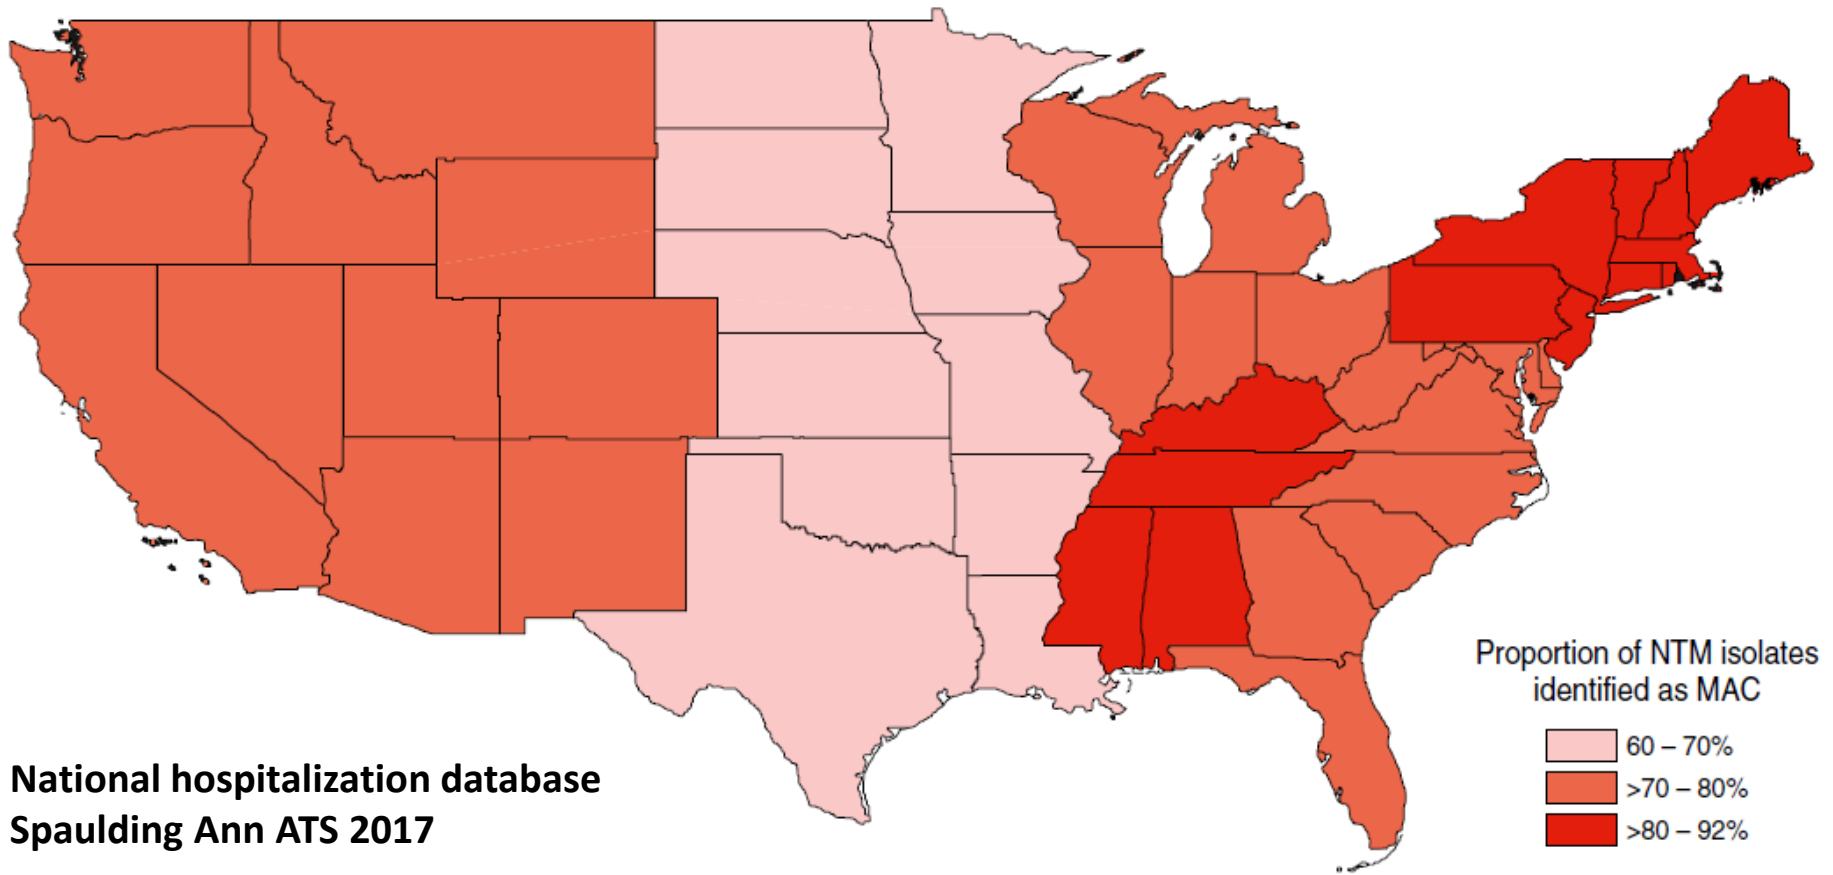 Proportion of NTM isolates
identified as MAC
60 – 70%
>70 – 80%
>80 – 92%
National hospitalization database
Spaulding Ann ATS 2017